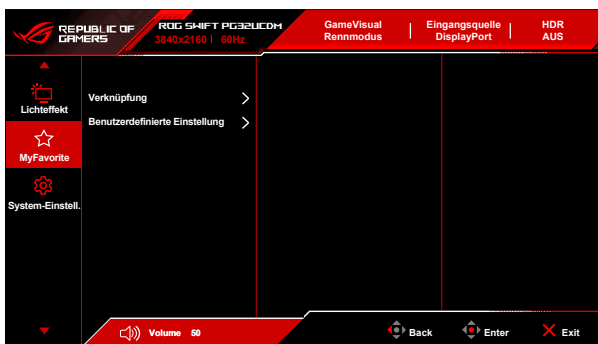 REPUBLIC OF
GAMERS
ROG SWIFT PG32UCDM
3840x2160 | 60Hz
GameVisual
Rennmodus
Eingangsquelle
DisplayPort
HDR
AUS
Lichteffekt
MyFavorite
System-Einstell.
Verknüpfung
Benutzerdefinierte Einstellung
Volume 50
Back
Enter
Exit